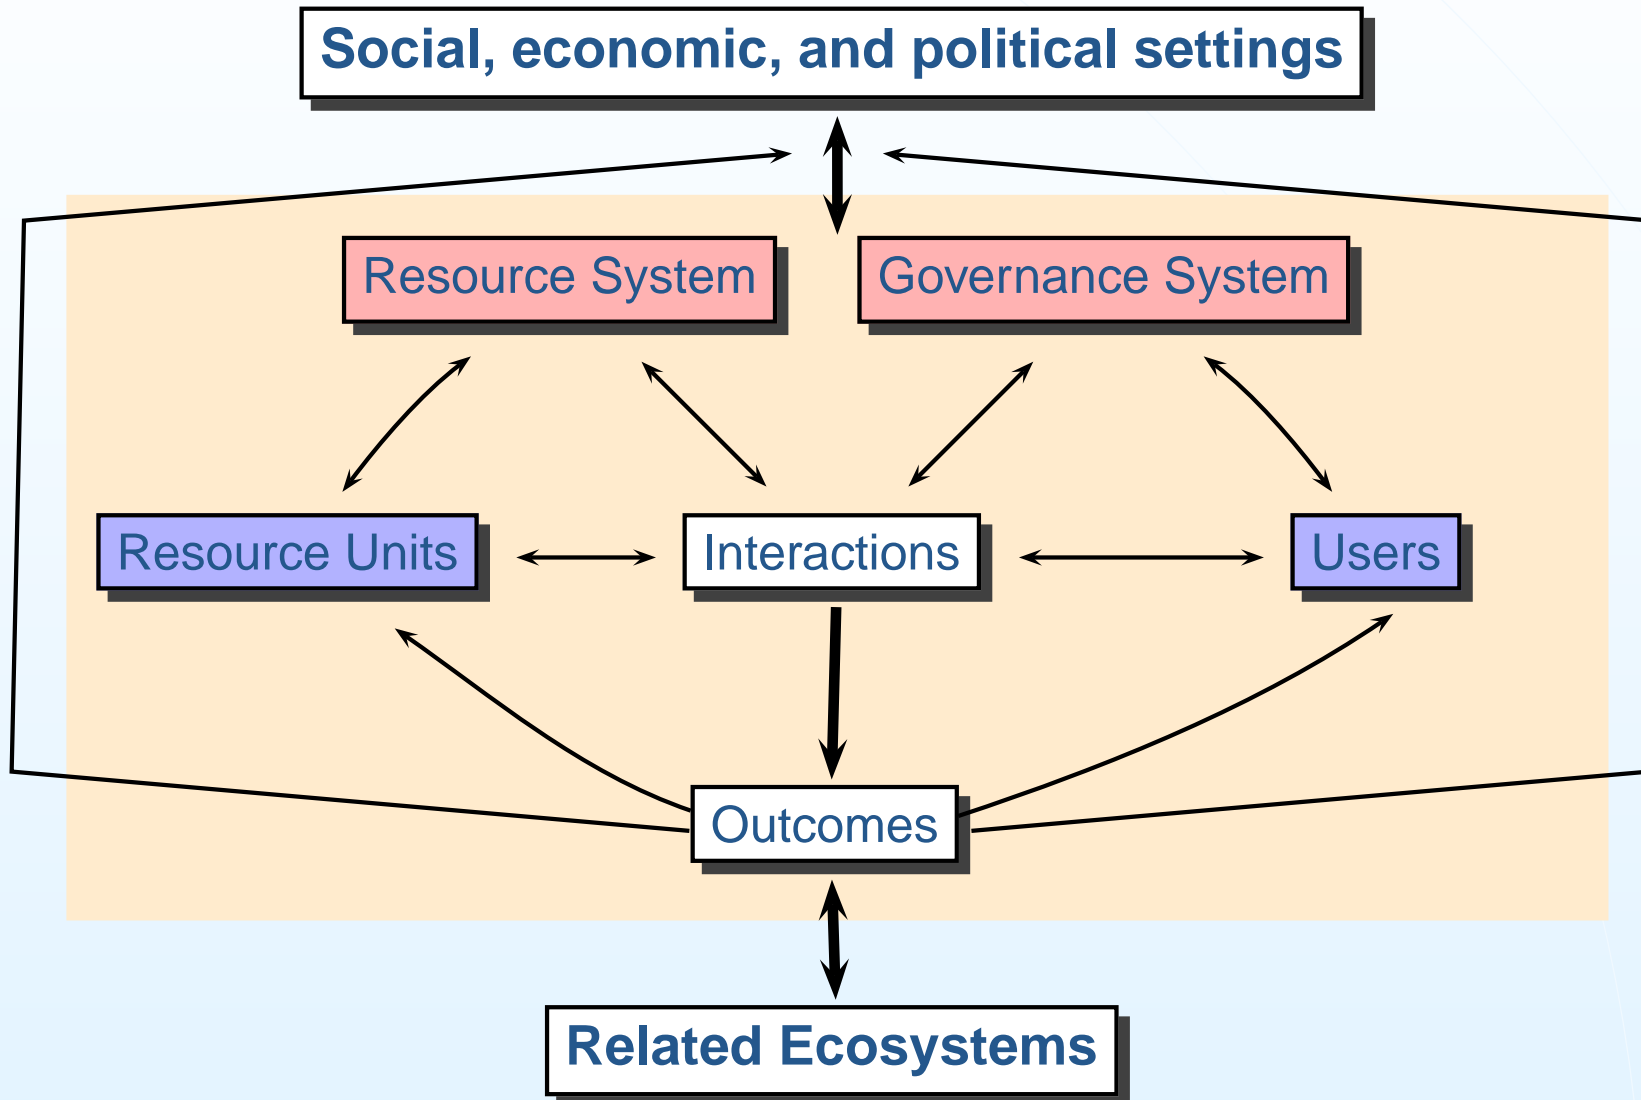 Social, economic, and political settings
Resource System
Governance System
Resource Units
Interactions
Users
Outcomes
Related Ecosystems